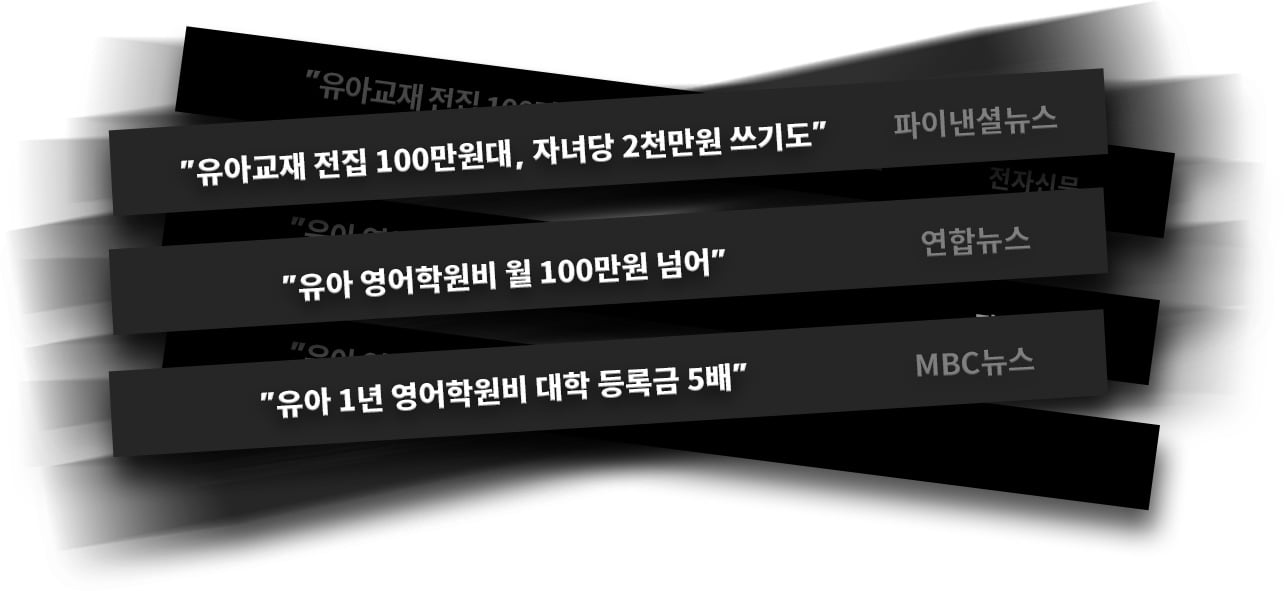 "유아교재 전집
"유아교재 전집 100만원대, 자녀당 2천만원 쓰기도" 파이낸셜뉴스
전자신문
"유아
"유아 영어학원비 월 100만원 넘어" 연합뉴스
"유아
"유아 1년 영어학원비 대학 등록금 5배" MBC뉴스